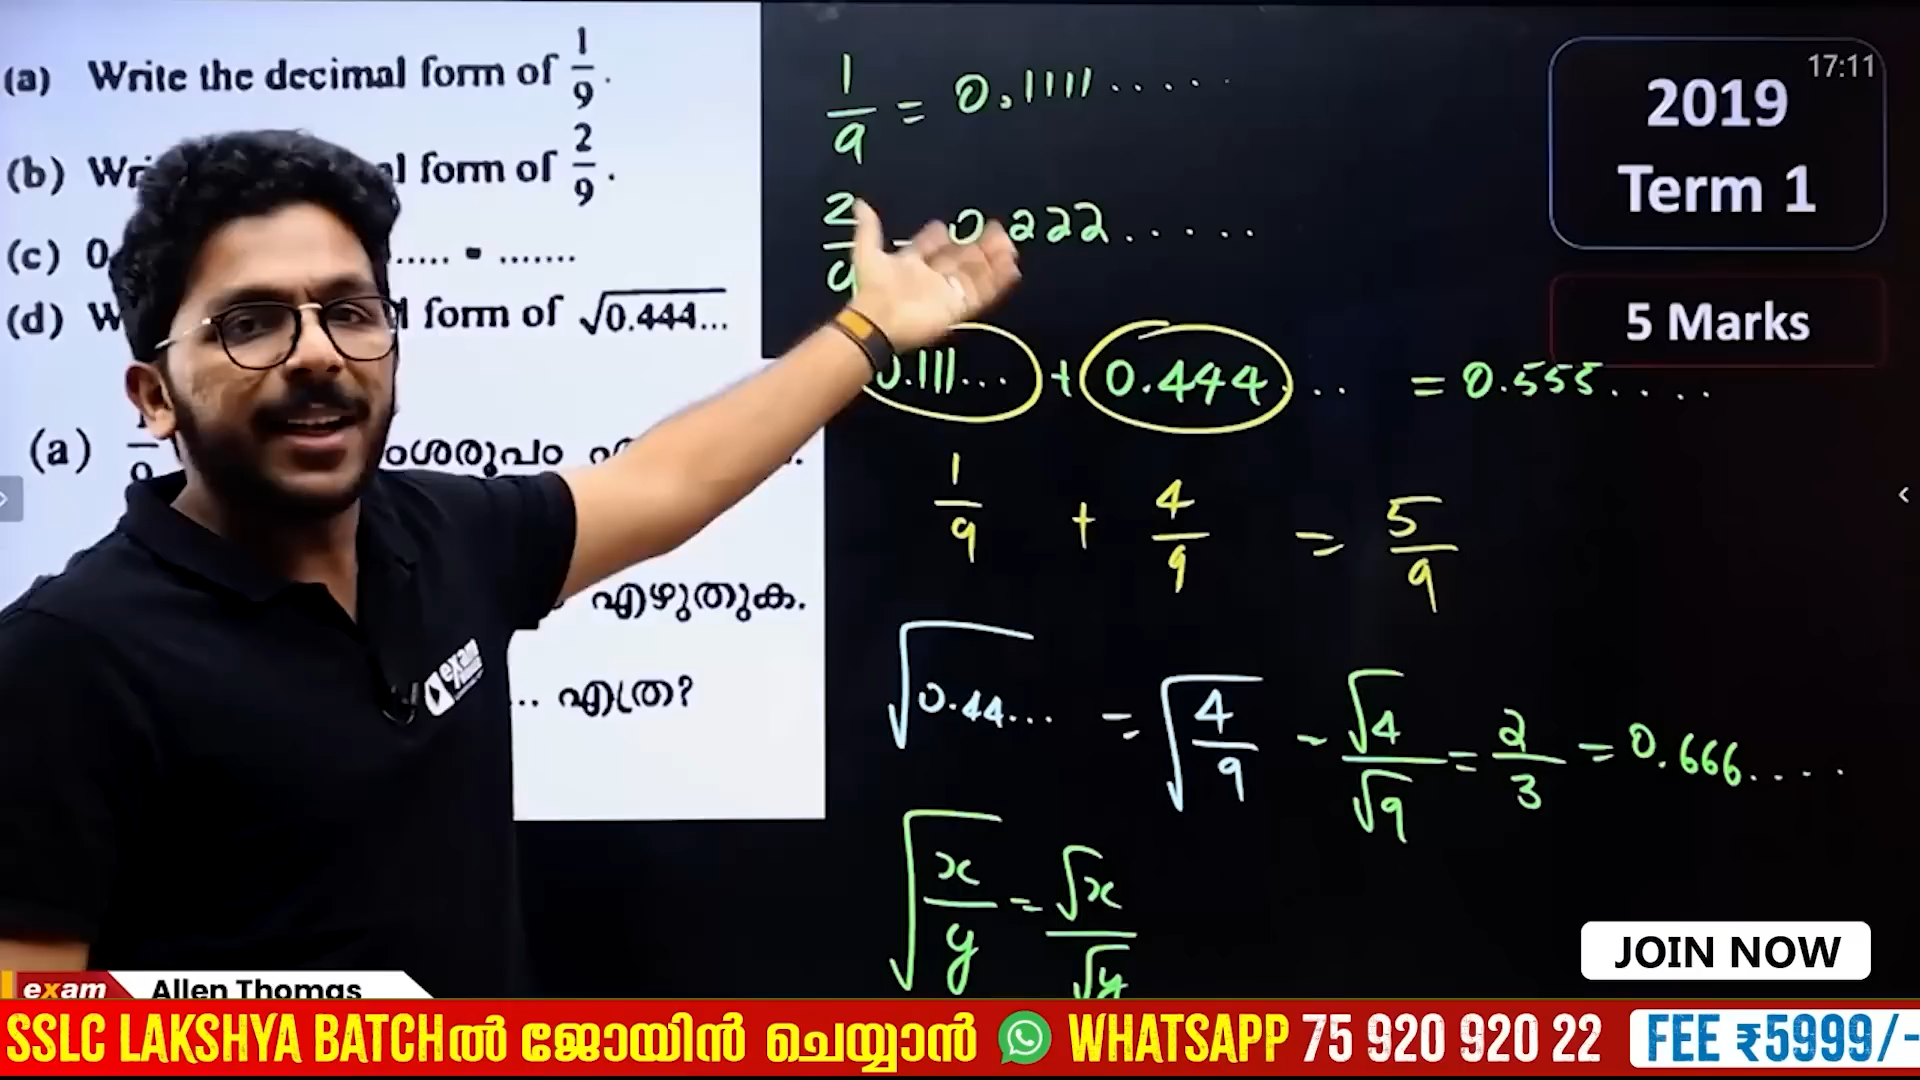 (a) Write the decimal form of 1/9.
(b) form of 2/9.
(c) 0 ..... = .......
(d) form of √0.444...
(a) 1/9
എഴുതുക.
... എത്ര?
1/9 = 0.1111.....
2/9 = 0.222.....
0.111... + 0.444... = 0.555....
1/9 + 4/9 = 5/9
√0.44... = √4/9 - √4/√9 = 2/3 = 0.666....
√x/y = √x/√y
17:11
2019
Term 1
5 Marks
exam
JOIN NOW
exam Allen Thomas
SSLC LAKSHYA BATCHൽ ജോയിൻ ചെയ്യാൻ WHATSAPP 75 920 920 22 FEE ₹5999/-